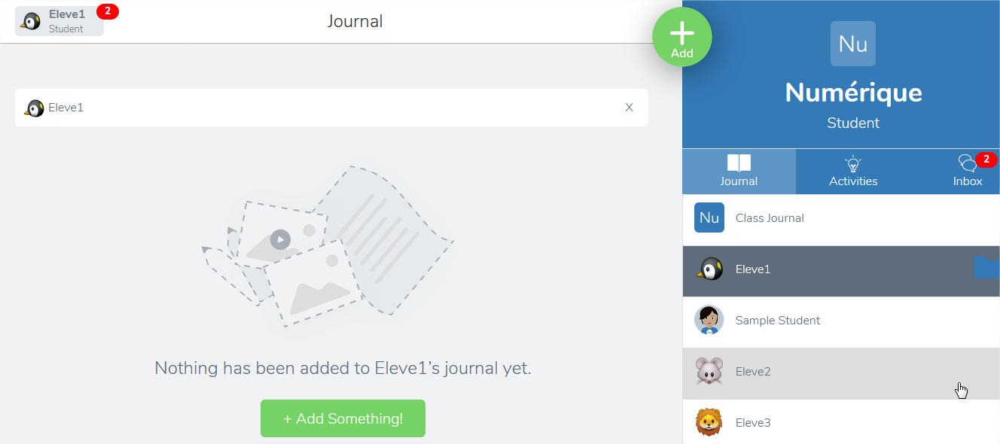 Eleve1
2
Student
Journal
+ Add
Eleve1
X
Nothing has been added to Eleve1's journal yet.
+ Add Something!
Nu
Numérique
Student
Journal
Activities
2
Inbox
Nu
Class Journal
Eleve1
Sample Student
Eleve2
Eleve3